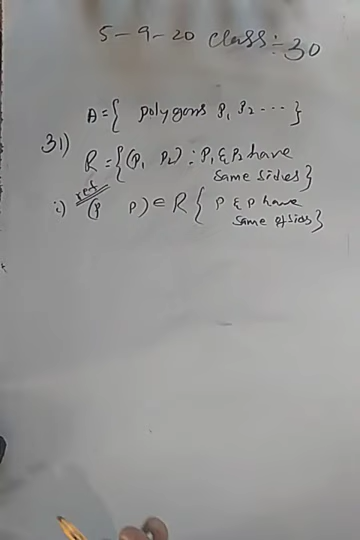 5-9-20 class:-30
A={ polygons P₁ P₂ --- }
31) R={(P₁ P₂) : P₁ & P₂ have
same sides}
ref
i) (P P) ∈ R { P & P have
same of sides}